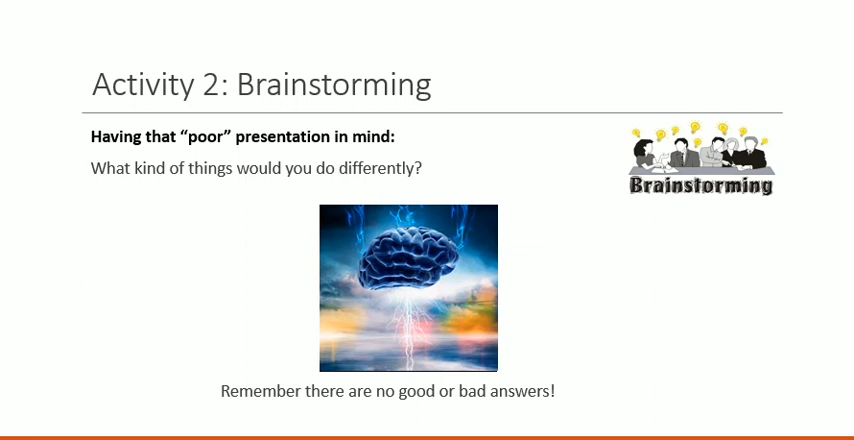 Activity 2: Brainstorming
Having that “poor” presentation in mind:
What kind of things would you do differently?
Brainstorming
Remember there are no good or bad answers!